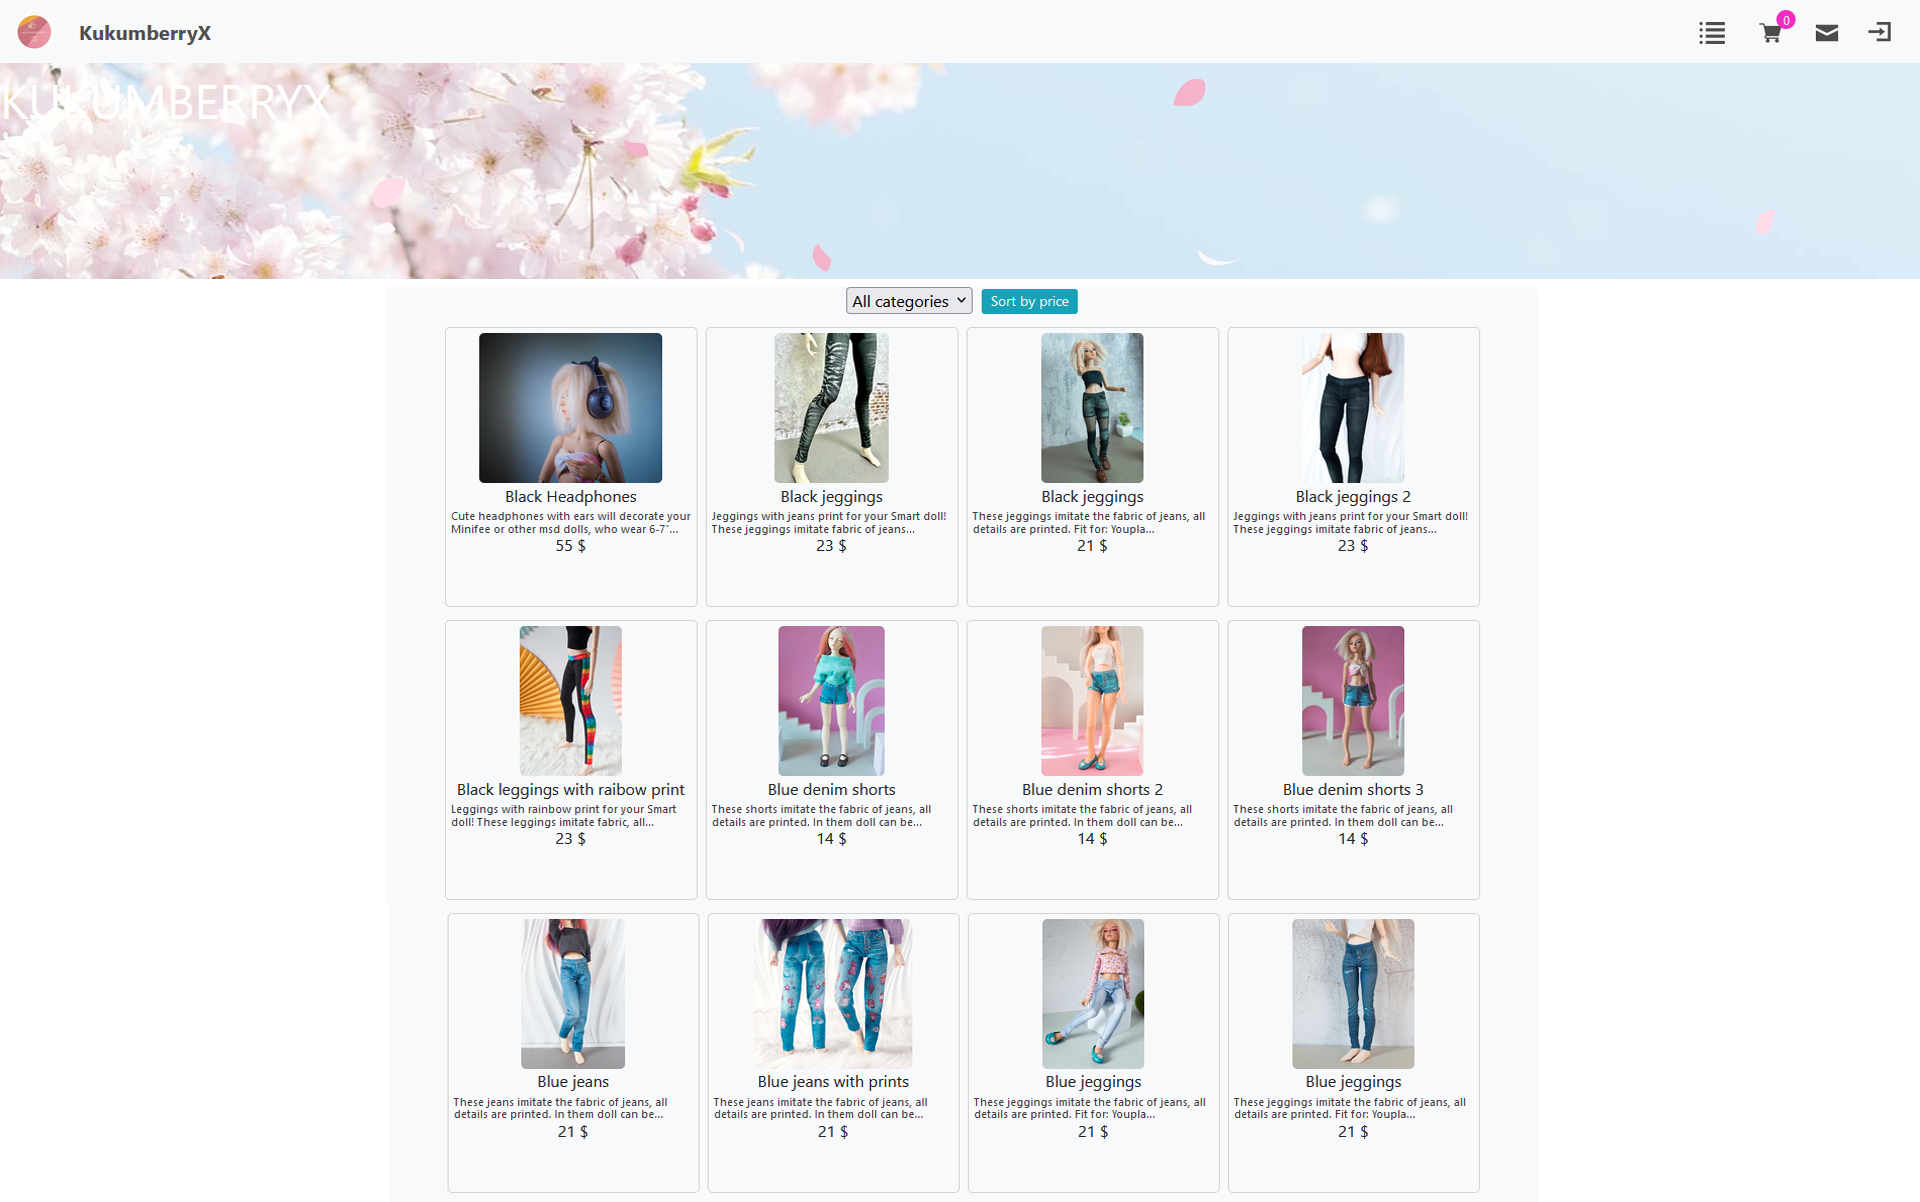 KukumberryX
0
KUKUMBERRYX
All categories
Sort by price
Black Headphones
Cute headphones with ears will decorate your
Minifee or other msd dolls, who wear 6-7"...
55 $
Black jeggings
Jeggings with jeans print for your Smart doll!
These jeggings imitate fabric of jeans...
23 $
Black jeggings
These jeggings imitate the fabric of jeans, all
details are printed. Fit for: Youpla...
21 $
Black jeggings 2
Jeggings with jeans print for your Smart doll!
These jeggings imitate fabric of jeans...
23 $
Black leggings with raibow print
Leggings with rainbow print for your Smart
doll! These leggings imitate fabric, all...
23 $
Blue denim shorts
These shorts imitate the fabric of jeans, all
details are printed. In them doll can be...
14 $
Blue denim shorts 2
These shorts imitate the fabric of jeans, all
details are printed. In them doll can be...
14 $
Blue denim shorts 3
These shorts imitate the fabric of jeans, all
details are printed. In them doll can be...
14 $
Blue jeans
These jeans imitate the fabric of jeans, all
details are printed. In them doll can be...
21 $
Blue jeans with prints
These jeans imitate the fabric of jeans, all
details are printed. In them doll can be...
21 $
Blue jeggings
These jeggings imitate the fabric of jeans, all
details are printed. Fit for: Youpla...
21 $
Blue jeggings
These jeggings imitate the fabric of jeans, all
details are printed. Fit for: Youpla...
21 $